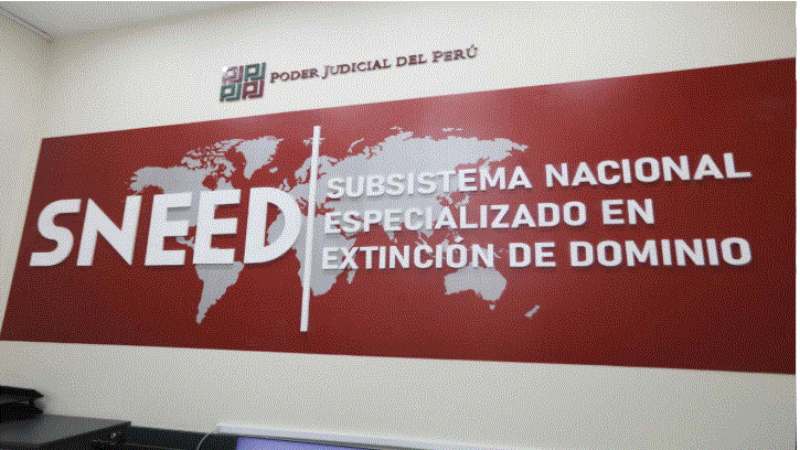 PODER JUDICIAL DEL PERÚ
SNEED
SUBSISTEMA NACIONAL
ESPECIALIZADO EN
EXTINCIÓN DE DOMINIO